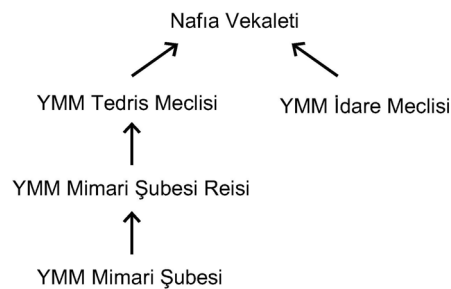 Nafıa Vekaleti
YMM Tedris Meclisi
YMM İdare Meclisi
YMM Mimari Şubesi Reisi
YMM Mimari Şubesi